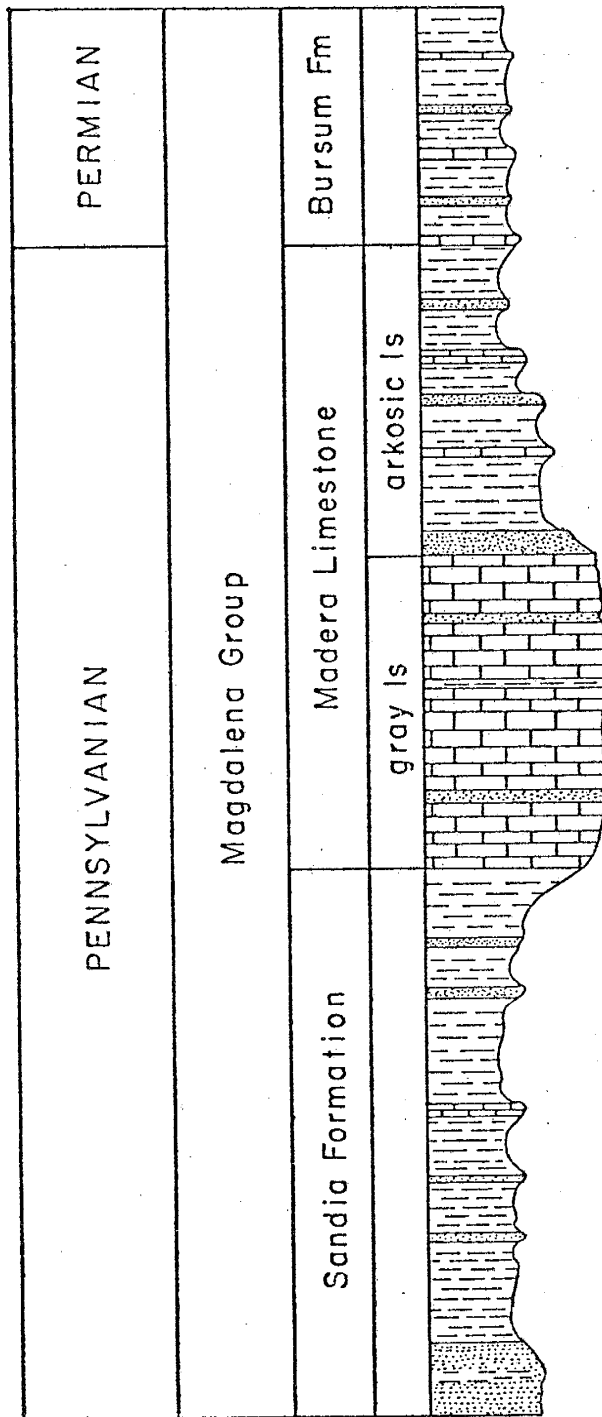 PERMIAN
PENNSYLVANIAN
Magdalena Group
Bursum Fm
Madera Limestone
Sandia Formation
arkosic ls
gray ls